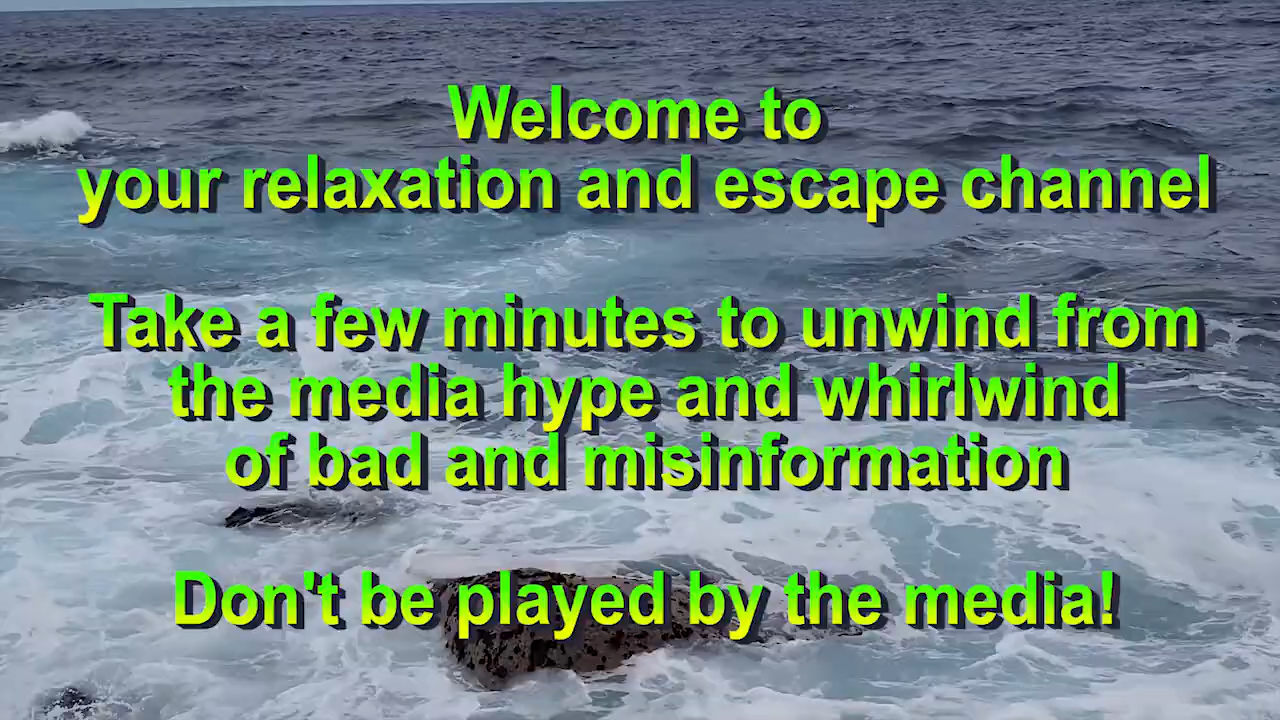 Welcome to
your relaxation and escape channel
Take a few minutes to unwind from
the media hype and whirlwind
of bad and misinformation
Don't be played by the media!